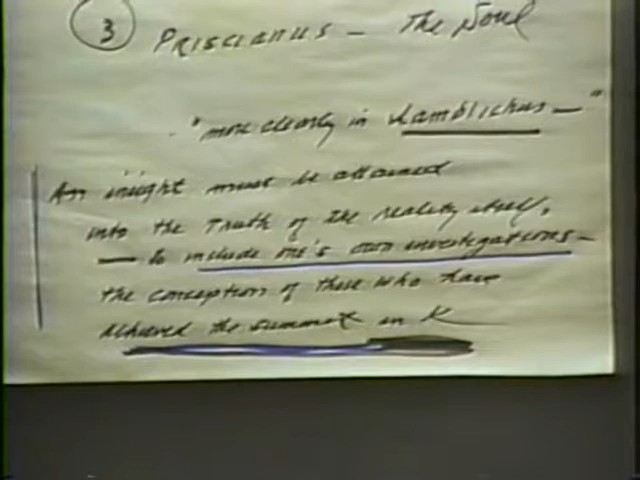 3 PRISCIANUS - The Soul
"more clearly in IAMBLICHUS - "
An insight must be attained
into the Truth of the reality itself,
— to include one's own investigations -
the conception of those who have
achieved the summit in K